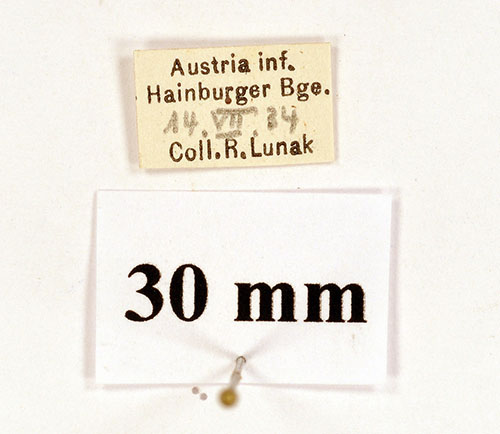 Austria inf.
Hainburger Bge.
14.VII.34
Coll.R.Lunak
30 mm